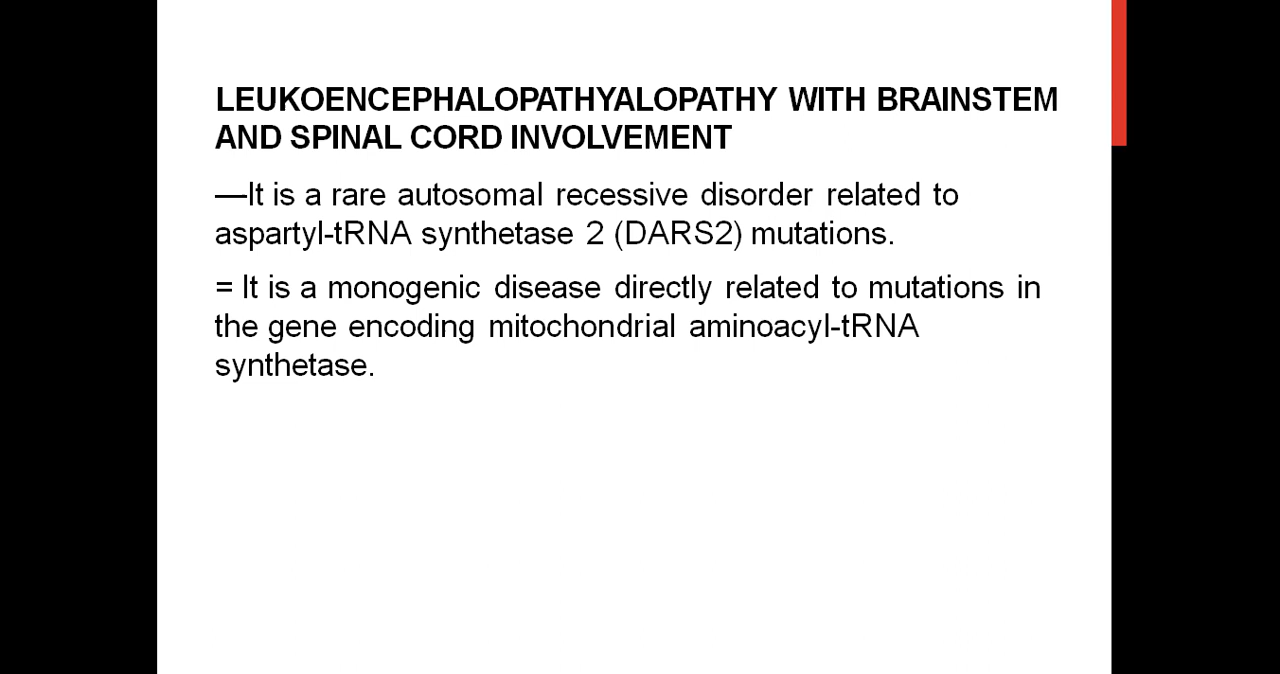 LEUKOENCEPHALOPATHYALOPATHY WITH BRAINSTEM
AND SPINAL CORD INVOLVEMENT
—It is a rare autosomal recessive disorder related to
aspartyl-tRNA synthetase 2 (DARS2) mutations.
= It is a monogenic disease directly related to mutations in
the gene encoding mitochondrial aminoacyl-tRNA
synthetase.